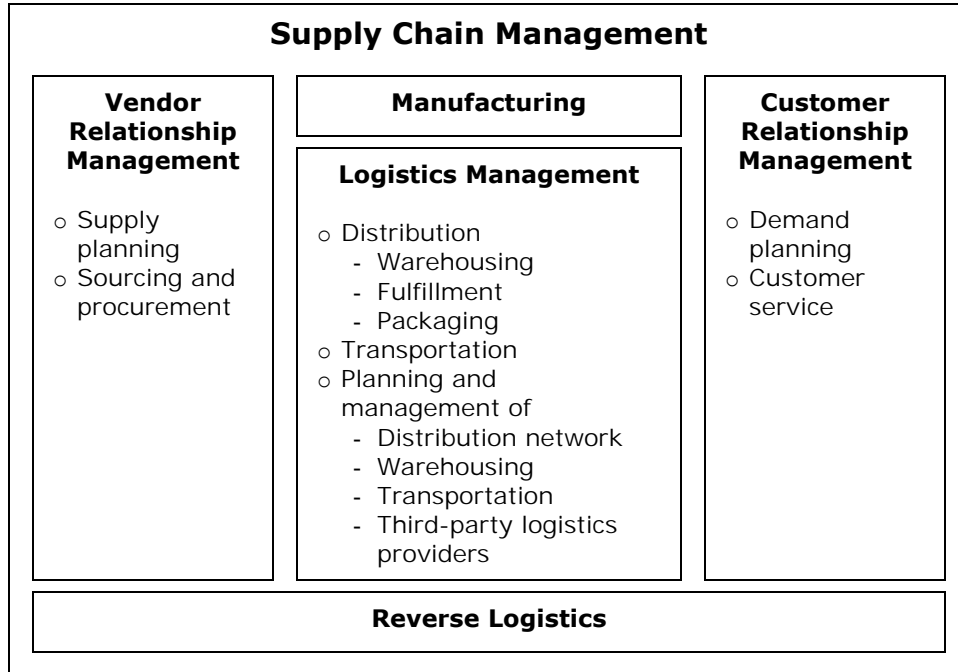 Supply Chain Management
Vendor
Relationship
Management
o Supply
planning
o Sourcing and
procurement
Manufacturing
Logistics Management
o Distribution
- Warehousing
- Fulfillment
- Packaging
o Transportation
o Planning and
management of
- Distribution network
- Warehousing
- Transportation
- Third-party logistics
providers
Customer
Relationship
Management
o Demand
planning
o Customer
service
Reverse Logistics